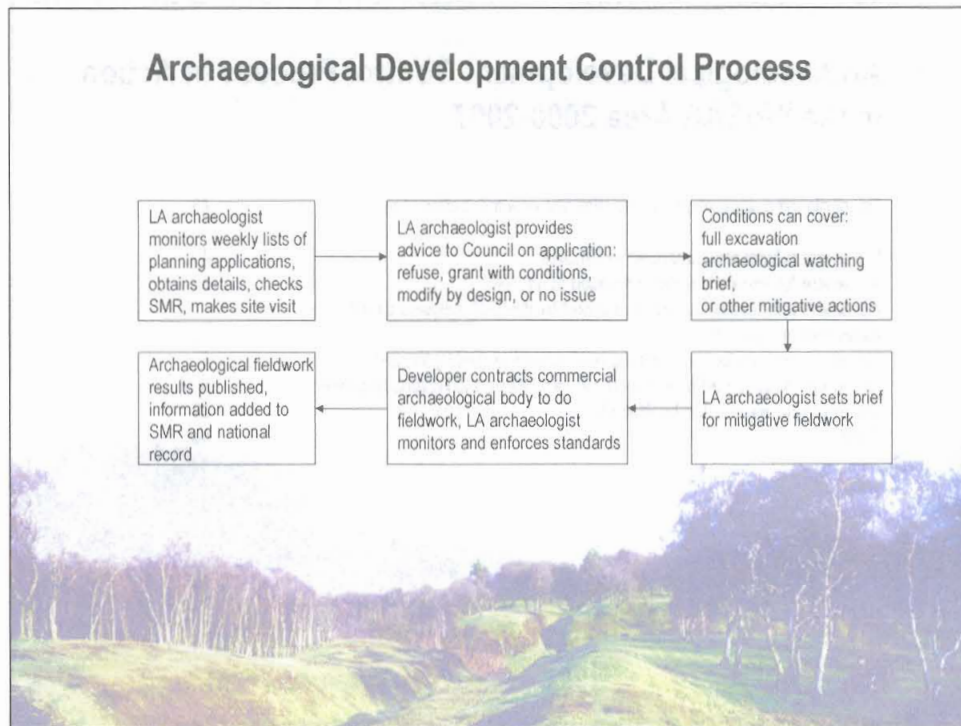 Archaeological Development Control Process
LA archaeologist
monitors weekly lists of
planning applications,
obtains details, checks
SMR, makes site visit
LA archaeologist provides
advice to Council on application:
refuse, grant with conditions,
modify by design, or no issue
Conditions can cover:
full excavation
archaeological watching
brief,
or other mitigative actions
LA archaeologist sets brief
for mitigative fieldwork
Developer contracts commercial
archaeological body to do
fieldwork, LA archaeologist
monitors and enforces standards
Archaeological fieldwork
results published,
information added to
SMR and national
record